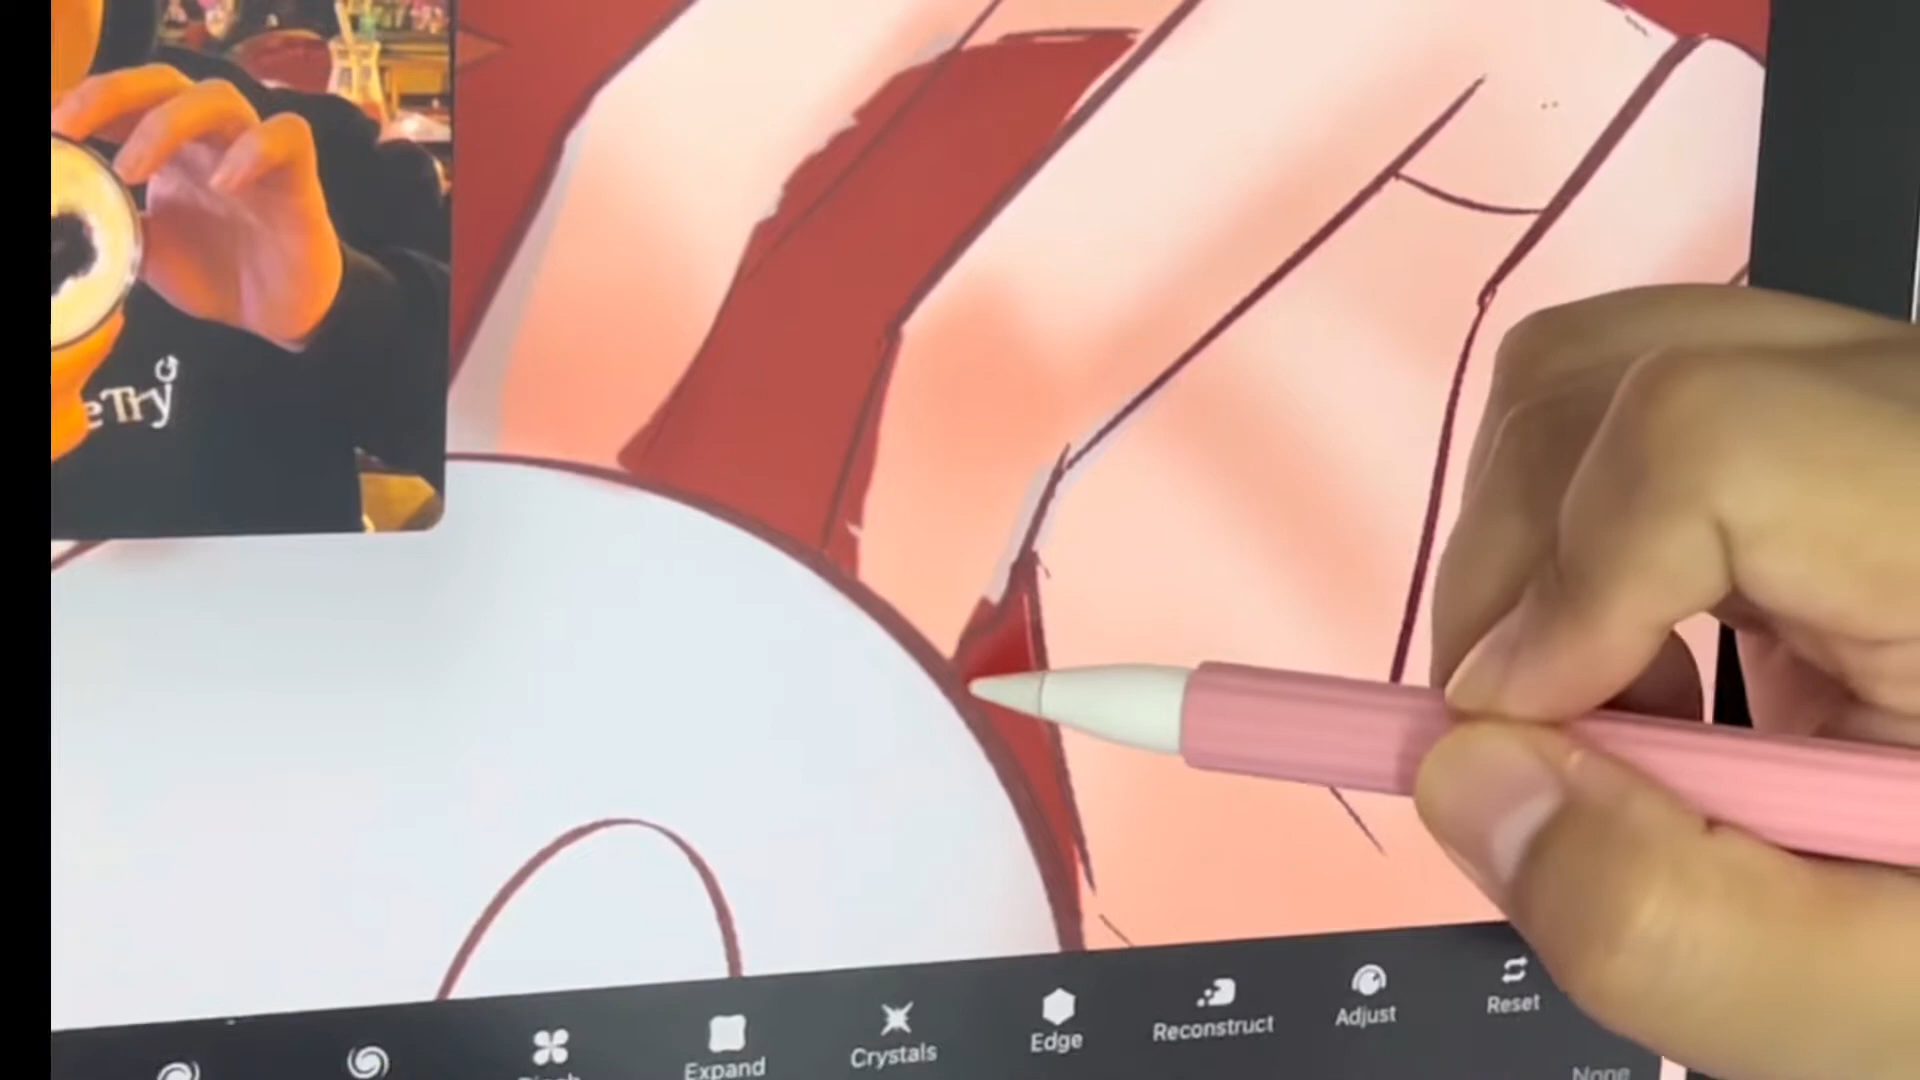 eTry
Expand
Crystals
Edge
Reconstruct
Adjust
Reset
None